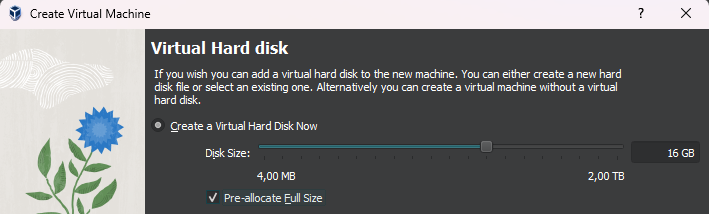 Create Virtual Machine
?
Virtual Hard disk
If you wish you can add a virtual hard disk to the new machine. You can either create a new hard
disk file or select an existing one. Alternatively you can create a virtual machine without a virtual
hard disk.
Create a Virtual Hard Disk Now
Disk Size:
16 GB
4,00 MB
2,00 TB
Pre-allocate Full Size